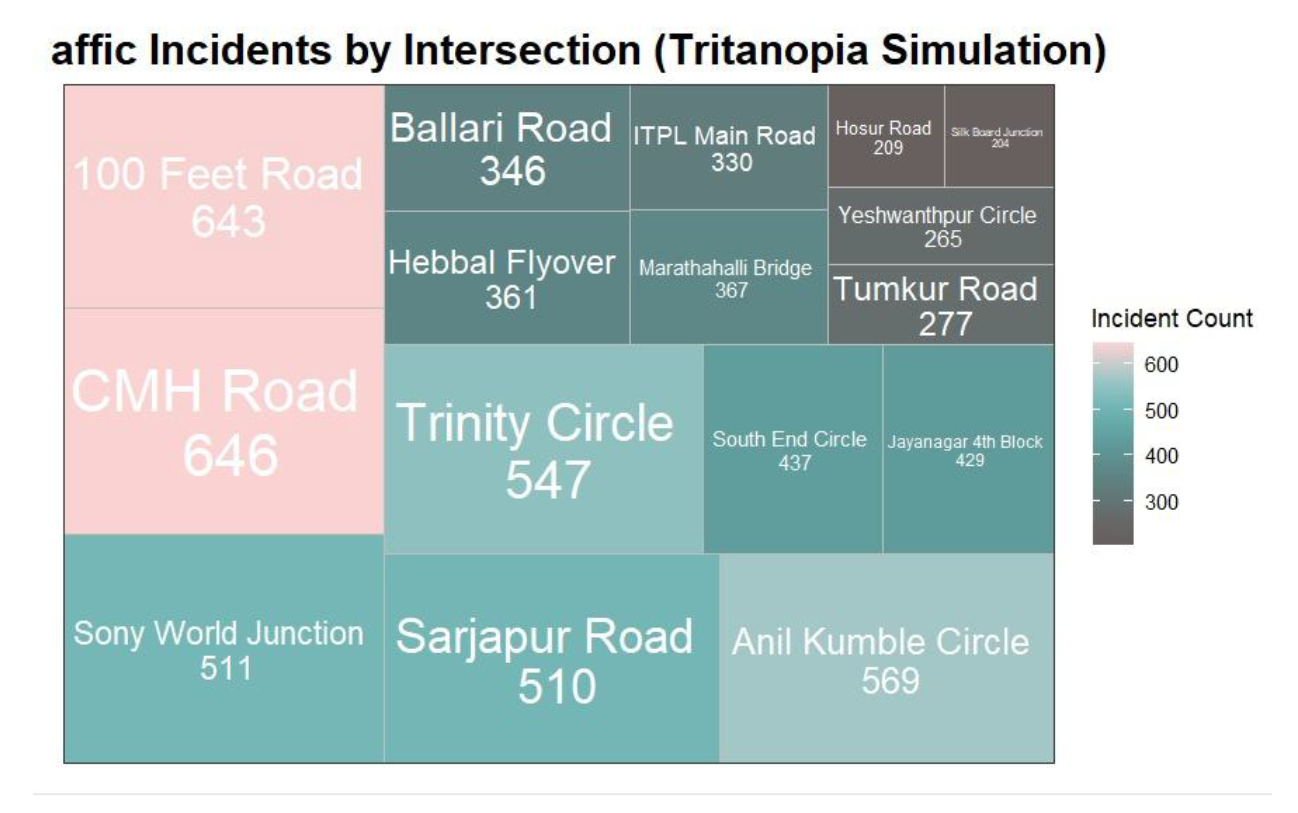 affic Incidents by Intersection (Tritanopia Simulation)
100 Feet Road
643
CMH Road
646
Sony World Junction
511
Ballari Road
346
Hebbal Flyover
361
ITPL Main Road
330
Marathahalli Bridge
367
Hosur Road
209
Silk Board Junction
204
Yeshwanthpur Circle
265
Tumkur Road
277
Trinity Circle
547
South End Circle
437
Jayanagar 4th Block
429
Sarjapur Road
510
Anil Kumble Circle
569
Incident Count
600
500
400
300